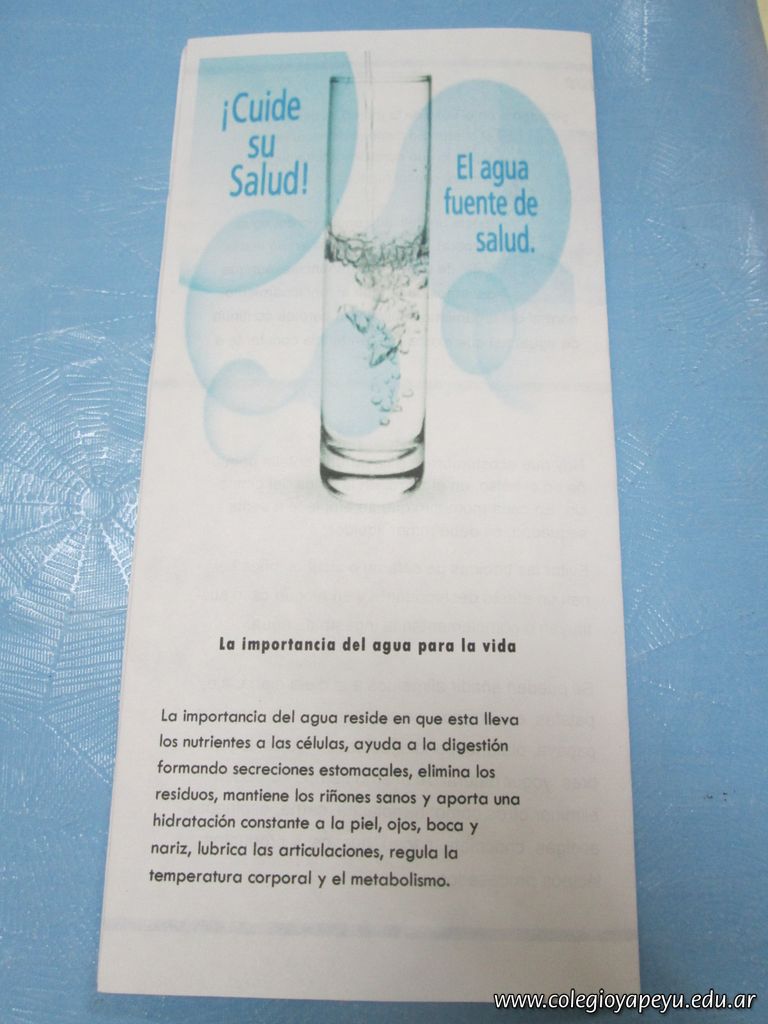 ¡Cuide
su
Salud!
El agua
fuente de
salud.
La importancia del agua para la vida
La importancia del agua reside en que esta lleva
los nutrientes a las células, ayuda a la digestión
formando secreciones estomacales, elimina los
residuos, mantiene los riñones sanos y aporta una
hidratación constante a la piel, ojos, boca y
nariz, lubrica las articulaciones, regula la
temperatura corporal y el metabolismo.
www.colegioyapeyu.edu.ar